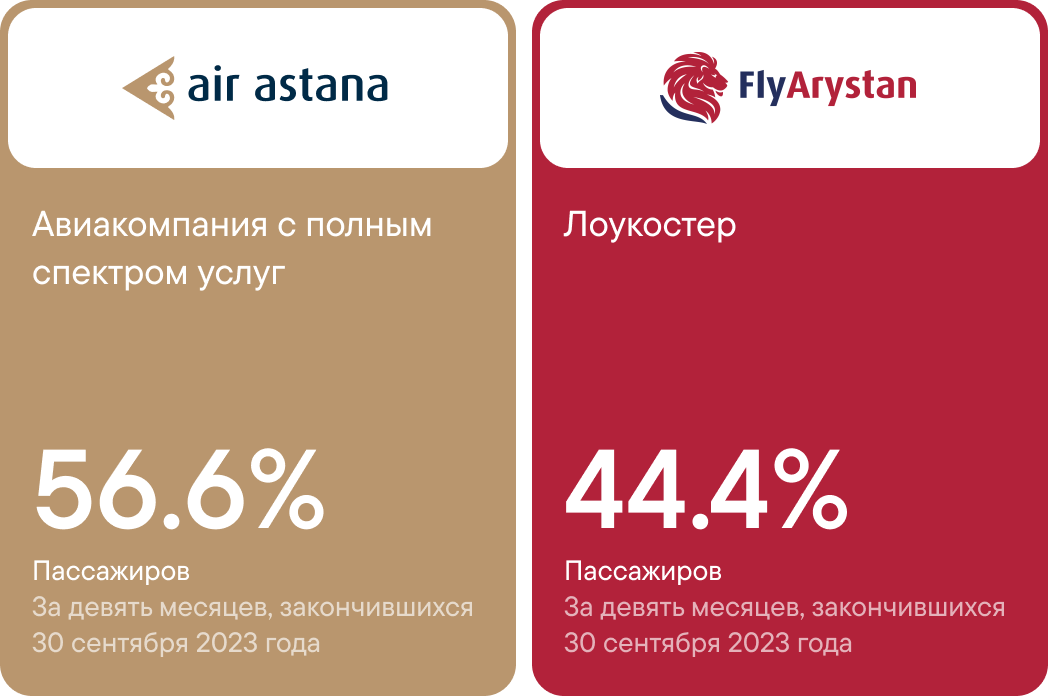 air astana
Авиакомпания с полным
спектром услуг
56.6%
Пассажиров
За девять месяцев, закончившихся
30 сентября 2023 года
FlyArystan
Лоукостер
44.4%
Пассажиров
За девять месяцев, закончившихся
30 сентября 2023 года